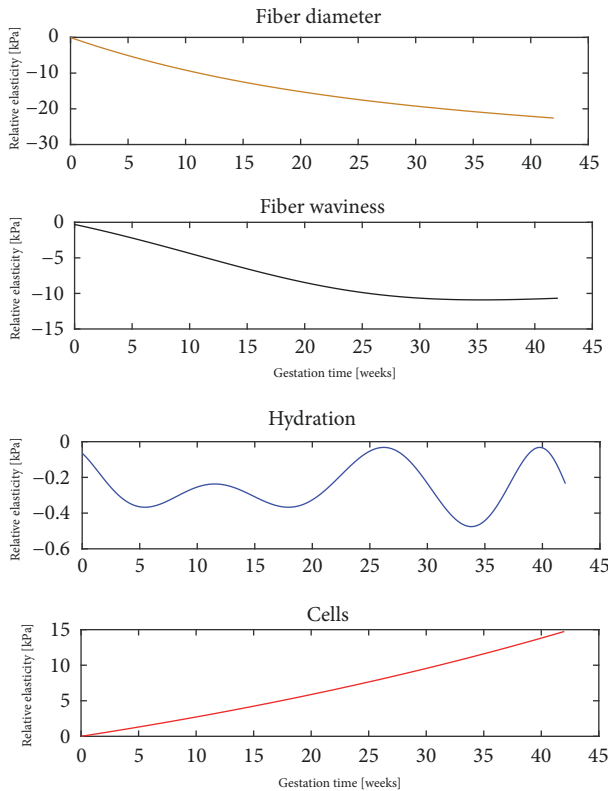 Fiber diameter
Relative elasticity [kPa]
0
−10
−20
−30
0 5 10 15 20 25 30 35 40 45
Fiber waviness
Relative elasticity [kPa]
0
−5
−10
−15
0 5 10 15 20 25 30 35 40 45
Gestation time [weeks]
Hydration
Relative elasticity [kPa]
0
−0.2
−0.4
−0.6
0 5 10 15 20 25 30 35 40 45
Cells
Relative elasticity [kPa]
15
10
5
0
0 5 10 15 20 25 30 35 40 45
Gestation time [weeks]